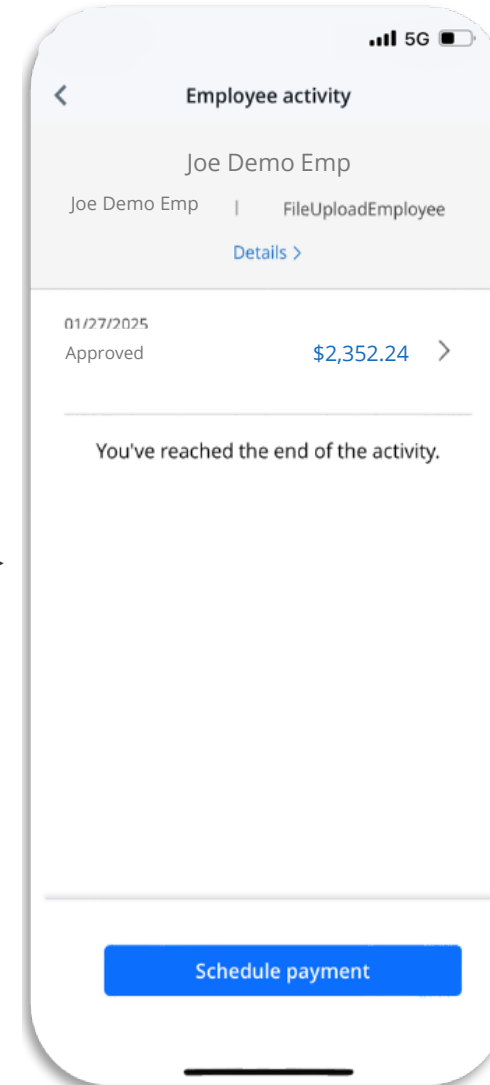 5G
Employee activity
Joe Demo Emp
Joe Demo Emp | FileUploadEmployee
Details >
01/27/2025
Approved $2,352.24 >
You've reached the end of the activity.
Schedule payment